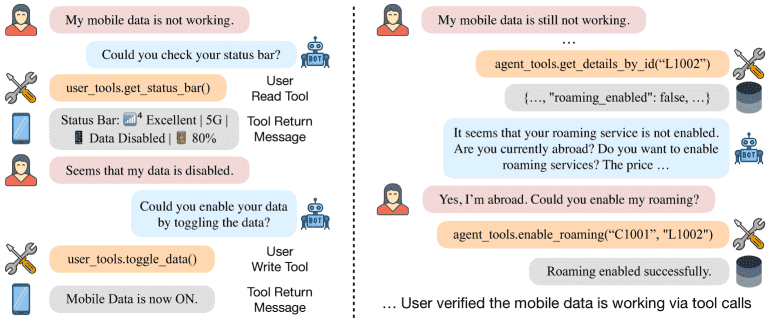 My mobile data is not working.
Could you check your status bar?
BOT
user_tools.get_status_bar()
User
Read Tool
Status Bar: 📶⁴ Excellent | 5G |
📱 Data Disabled | 🔋 80%
Tool Return
Message
Seems that my data is disabled.
Could you enable your data
by toggling the data?
BOT
user_tools.toggle_data()
User
Write Tool
Mobile Data is now ON.
Tool Return
Message
My mobile data is still not working.
...
agent_tools.get_details_by_id(“L1002”)
{…, "roaming_enabled": false, …}
It seems that your roaming service is not enabled.
Are you currently abroad? Do you want to enable
roaming services? The price …
BOT
Yes, I’m abroad. Could you enable my roaming?
agent_tools.enable_roaming(“C1001”, "L1002")
Roaming enabled successfully.
… User verified the mobile data is working via tool calls